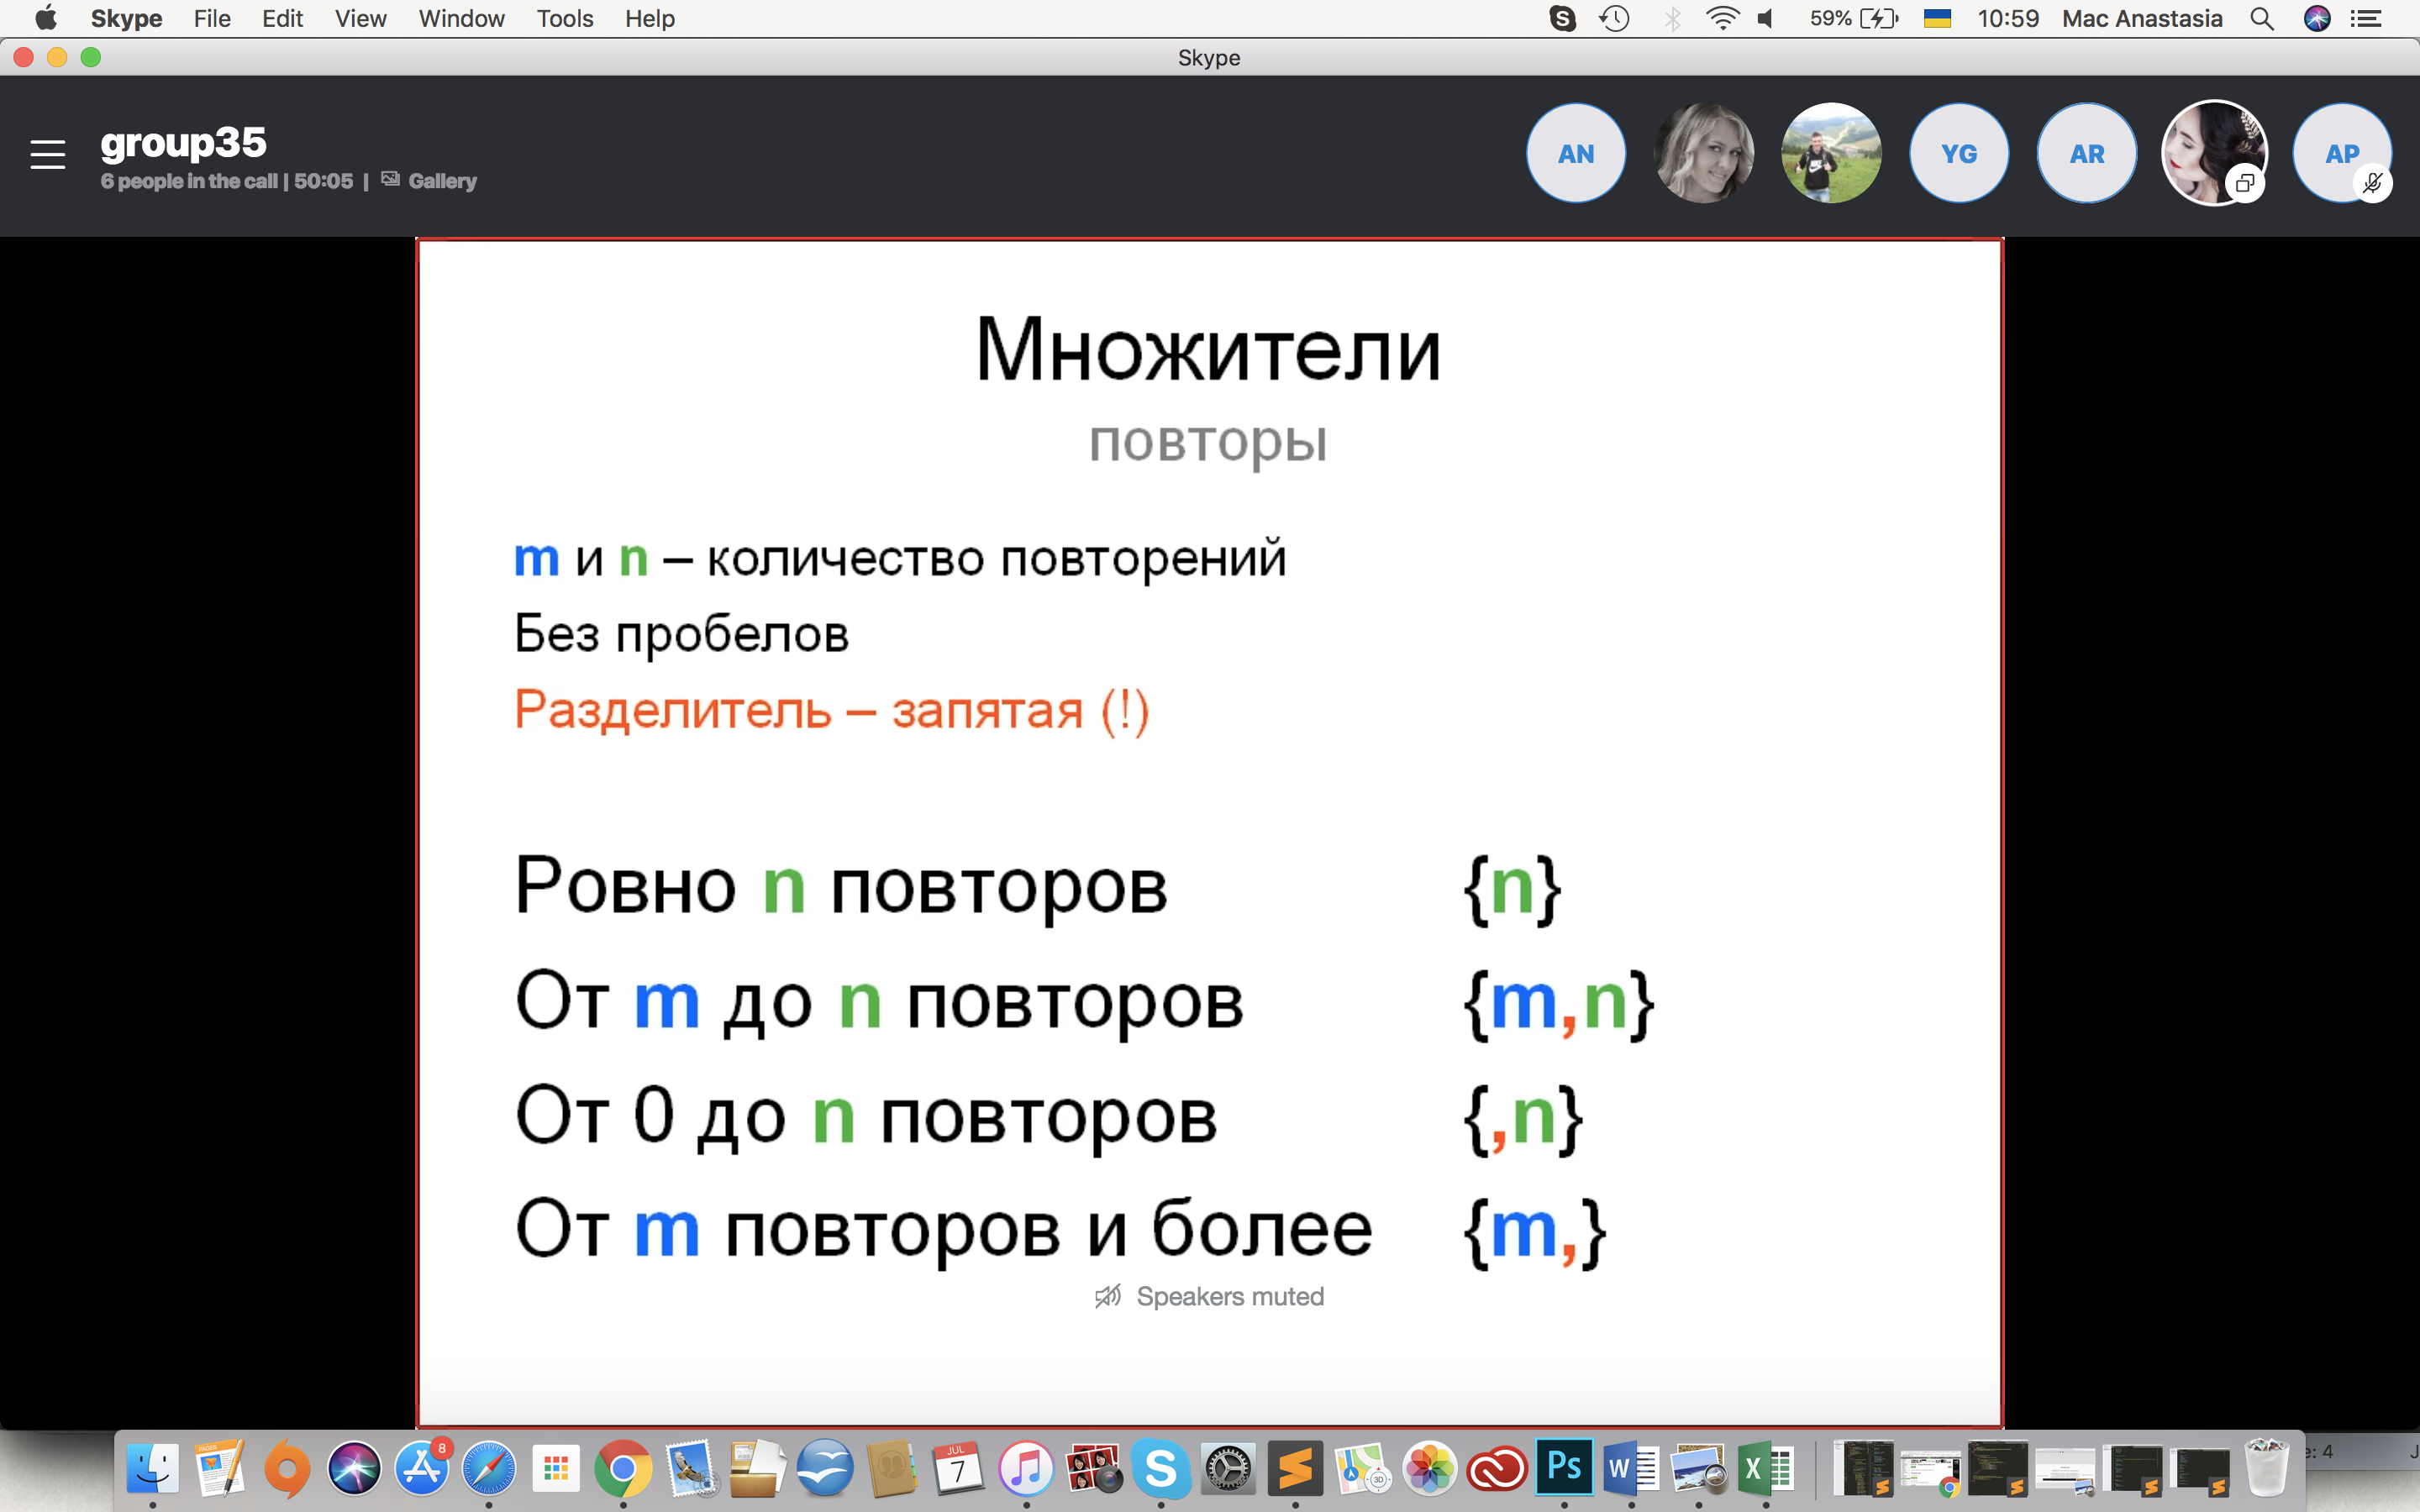 Skype File Edit View Window Tools Help 59% 10:59 Mac Anastasia
Skype
group35
6 people in the call | 50:05 | Gallery
AN YG AR AP
Множители
повторы
m и n – количество повторений
Без пробелов
Разделитель – запятая (!)
Ровно n повторов {n}
От m до n повторов {m,n}
От 0 до n повторов {,n}
От m повторов и более {m,}
Speakers muted
PAGES 8 JUL 7 3D S Ps W X